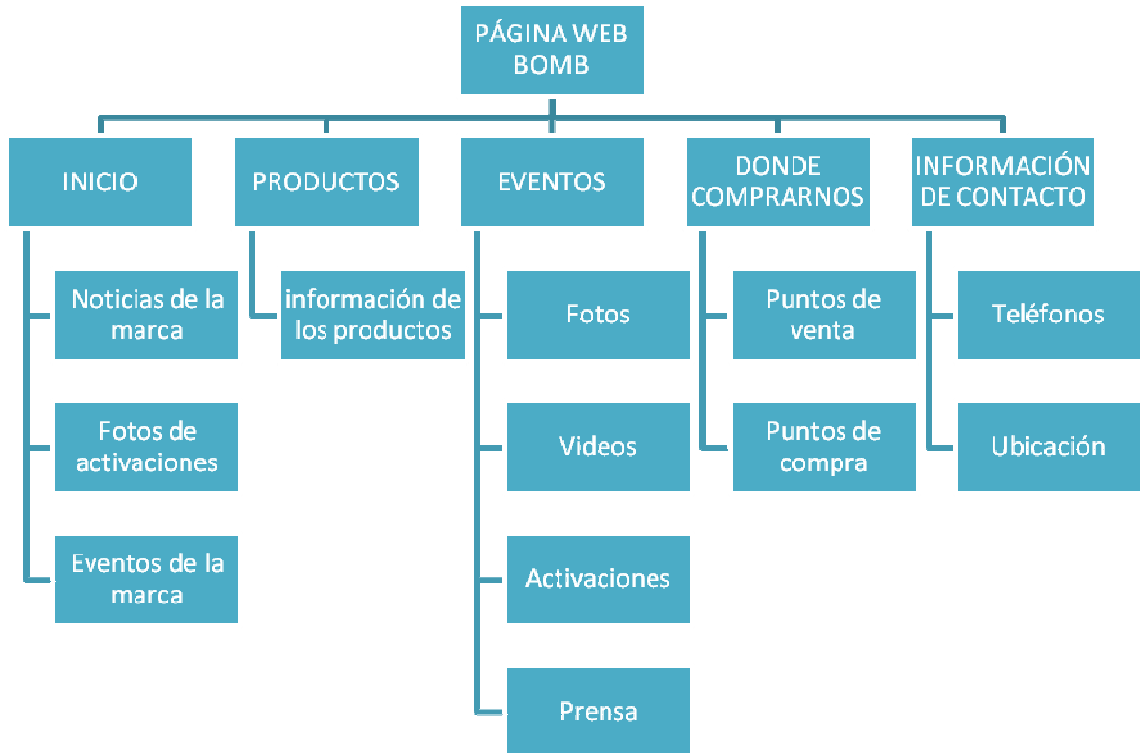 PÁGINA WEB
BOMB
INICIO
PRODUCTOS
EVENTOS
DONDE
COMPRARNOS
INFORMACIÓN
DE CONTACTO
Noticias de la
marca
Fotos de
activaciones
Eventos de la
marca
información de
los productos
Fotos
Videos
Activaciones
Prensa
Puntos de
venta
Puntos de
compra
Teléfonos
Ubicación